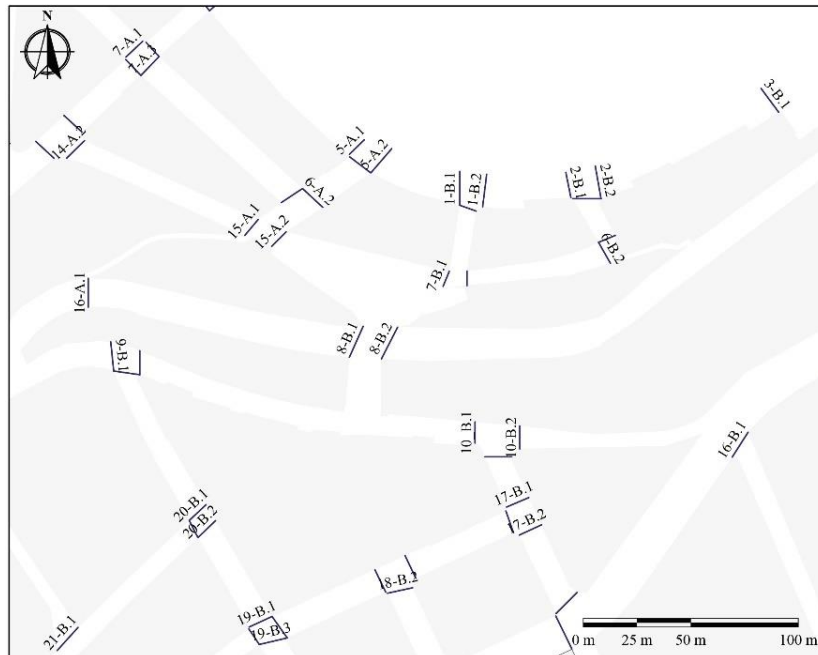 N
7-A.1
7-A.3
3-B.1
14-A.2
5-A.1
5-A.2
6-A.2
1-B.1
1-B.2
2-B.1
2-B.2
15-A.1
15-A.2
6-B.2
7-B.1
16-A.1
8-B.1
8-B.2
9-B.1
10_B.1
10-B.2
16-B.1
17-B.1
17-B.2
20-B.1
20-B.2
18-B.2
19-B.1
19-B.3
21-B.1
0 m 25 m 50 m 100 m